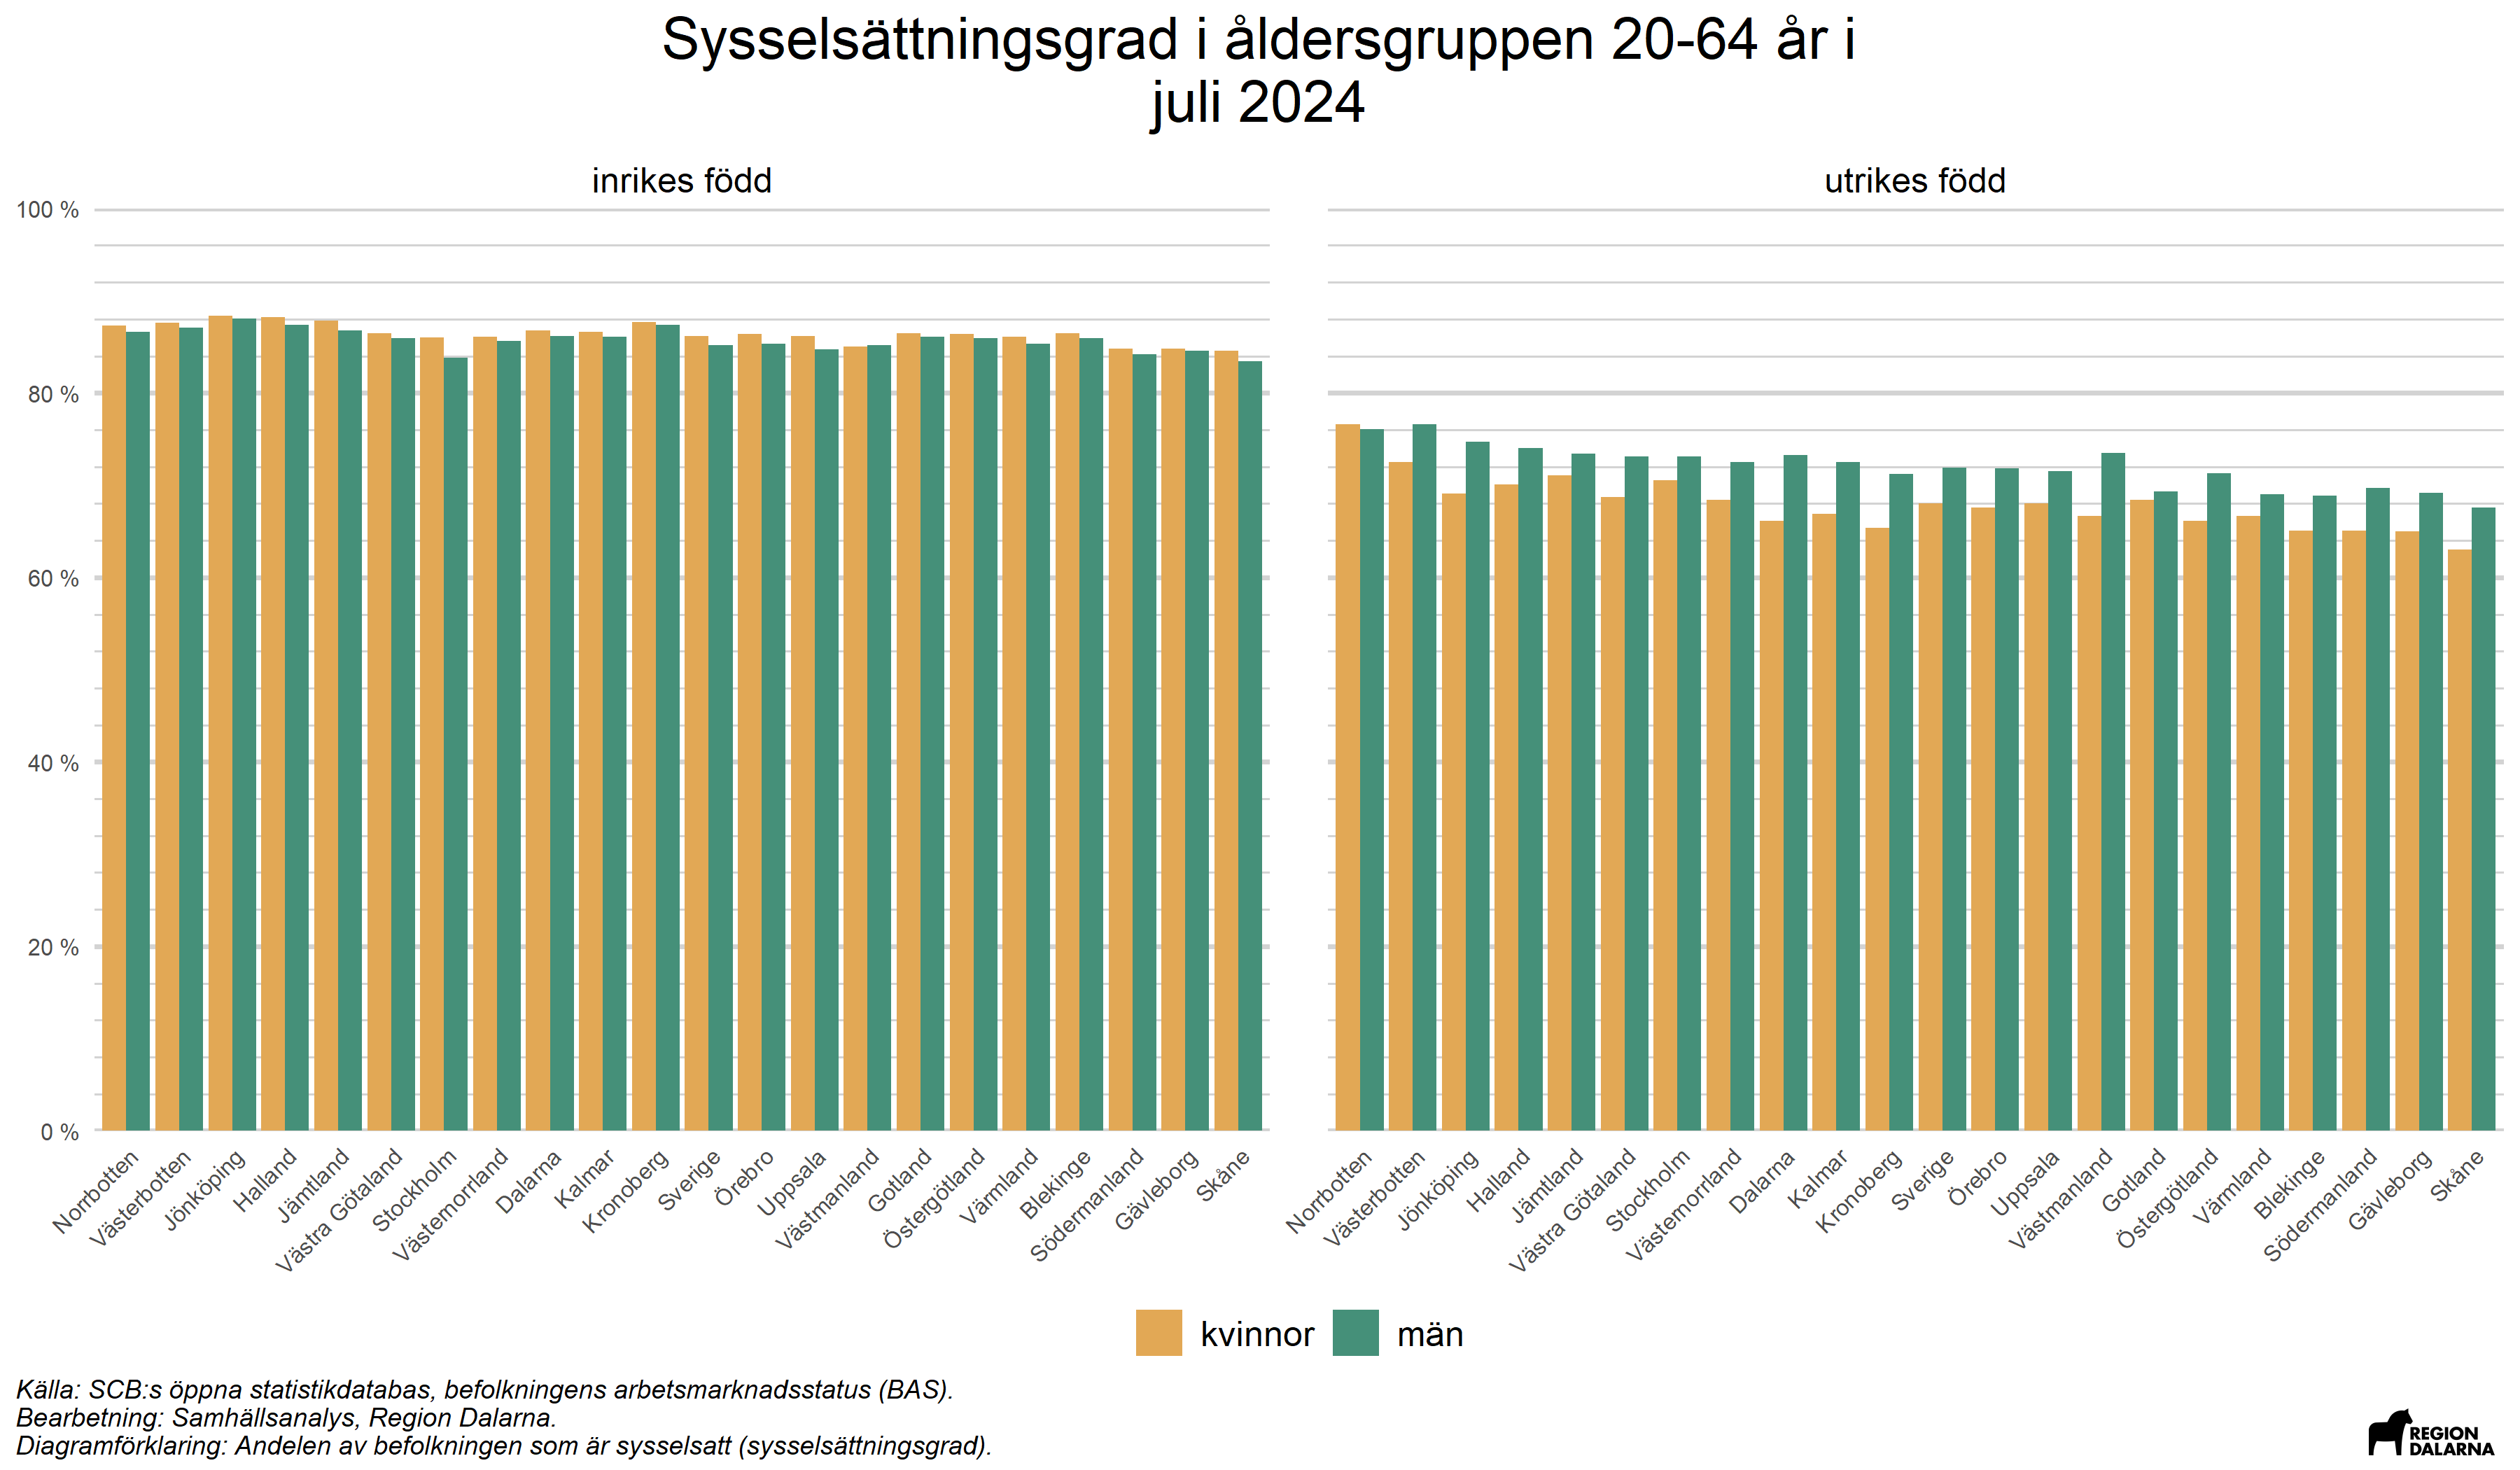 Sysselsättningsgrad i åldersgruppen 20-64 år i
juli 2024
inrikes född
utrikes född
100 %
80 %
60 %
40 %
20 %
0 %
Norrbotten
Västerbotten
Jönköping
Halland
Jämtland
Västra Götaland
Stockholm
Västernorrland
Dalarna
Kalmar
Kronoberg
Sverige
Örebro
Uppsala
Västmanland
Gotland
Östergötland
Värmland
Blekinge
Södermanland
Gävleborg
Skåne
Norrbotten
Västerbotten
Jönköping
Halland
Jämtland
Västra Götaland
Stockholm
Västernorrland
Dalarna
Kalmar
Kronoberg
Sverige
Örebro
Uppsala
Västmanland
Gotland
Östergötland
Värmland
Blekinge
Södermanland
Gävleborg
Skåne
kvinnor
män
Källa: SCB:s öppna statistikdatabas, befolkningens arbetsmarknadsstatus (BAS).
Bearbetning: Samhällsanalys, Region Dalarna.
Diagramförklaring: Andelen av befolkningen som är sysselsatt (sysselsättningsgrad).
REGION
DALARNA